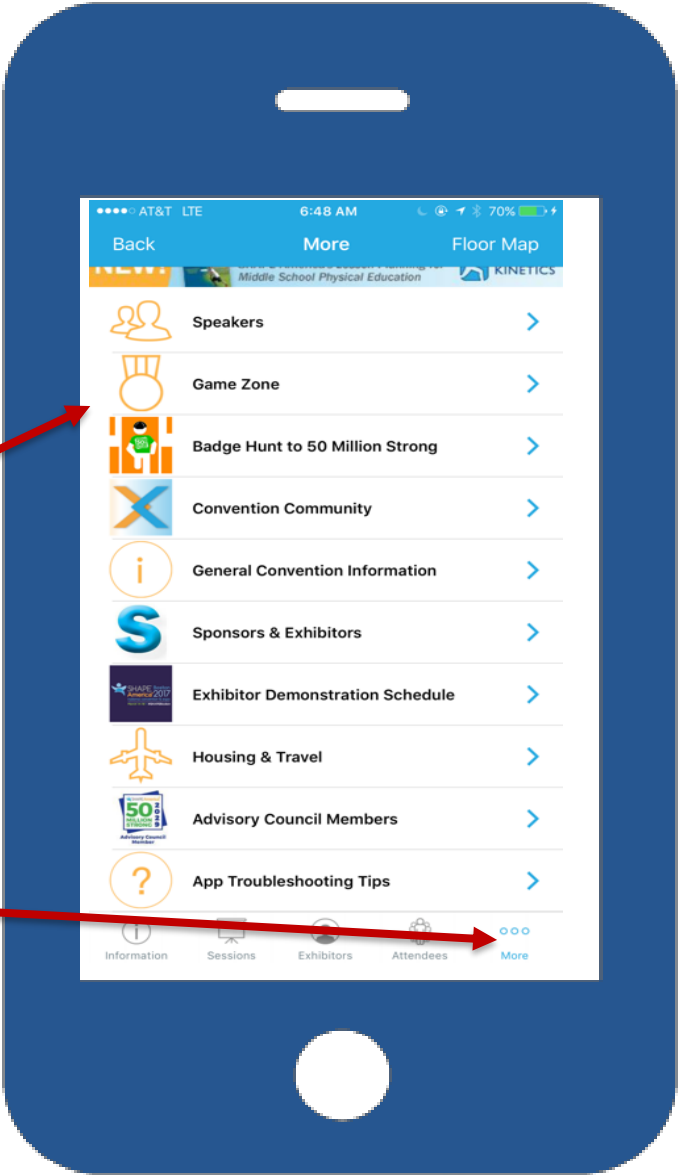 AT&T LTE 6:48 AM 70%
Back More Floor Map
NEW!
Middle School Physical Education
KINETICS
Speakers
Game Zone
Badge Hunt to 50 Million Strong
Convention Community
i General Convention Information
S Sponsors & Exhibitors
SHAPE
America 2017
Exhibitor Demonstration Schedule
Housing & Travel
50
MILLION
STRONG
2029
Advisory Council
Member
Advisory Council Members
? App Troubleshooting Tips
Information Sessions Exhibitors Attendees More